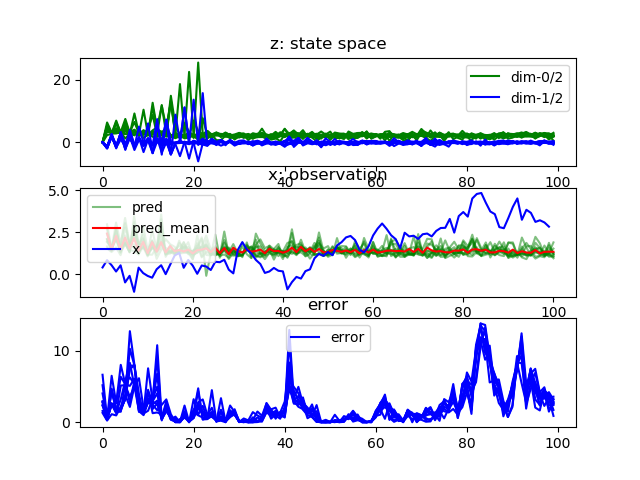 z: state space
20
0
dim-0/2
dim-1/2
0 20 40 60 80 100
x: observation
5.0
2.5
0.0
pred
pred_mean
x
0 20 40 60 80 100
error
10
0
error
0 20 40 60 80 100